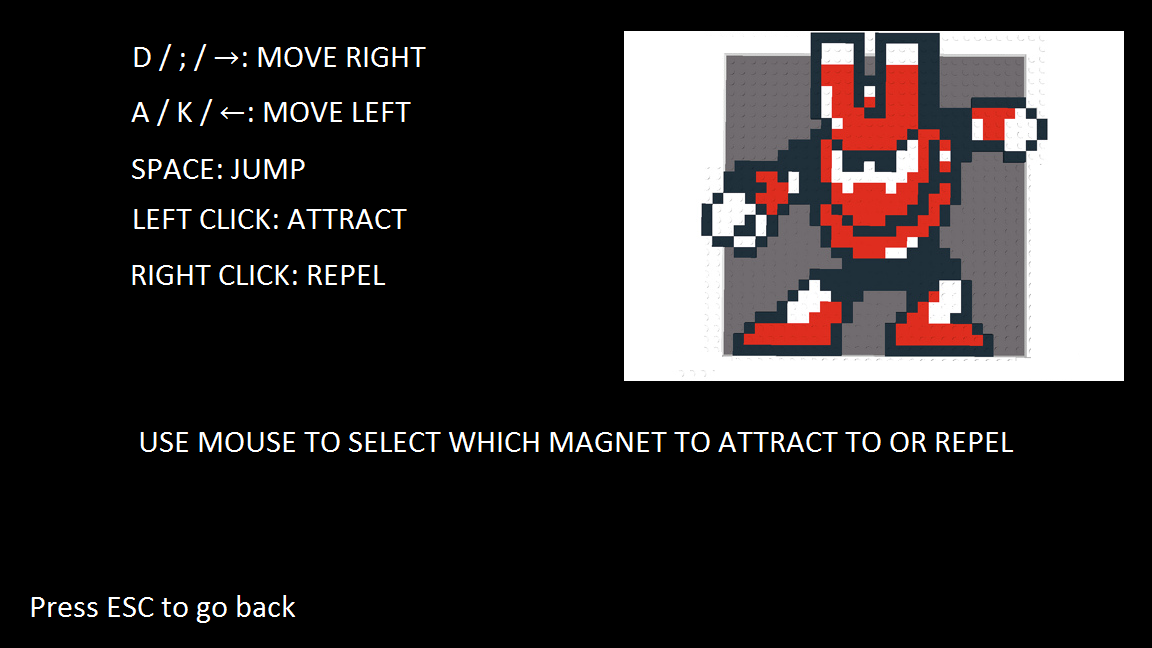 D / ; / →: MOVE RIGHT
A / K / ←: MOVE LEFT
SPACE: JUMP
LEFT CLICK: ATTRACT
RIGHT CLICK: REPEL
USE MOUSE TO SELECT WHICH MAGNET TO ATTRACT TO OR REPEL
Press ESC to go back